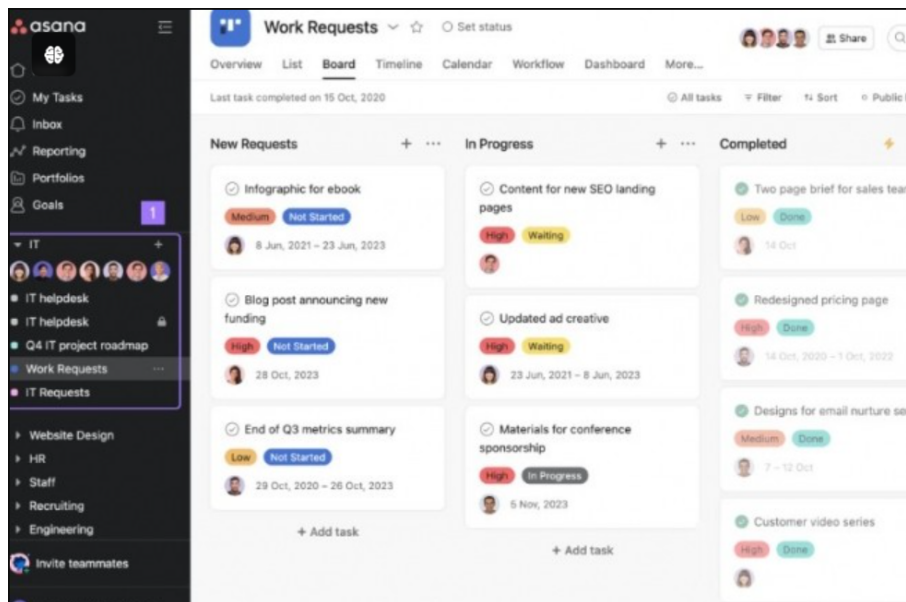 asana
My Tasks
Inbox
Reporting
Portfolios
Goals
1
IT
IT helpdesk
IT helpdesk
Q4 IT project roadmap
Work Requests
IT Requests
Website Design
HR
Staff
Recruiting
Engineering
Invite teammates
Work Requests
Set status
Share
Overview List Board Timeline Calendar Workflow Dashboard More...
Last task completed on 15 Oct, 2020
All tasks Filter Sort Public
New Requests
Infographic for ebook
Medium Not Started
8 Jun, 2021 – 23 Jun, 2023
Blog post announcing new
funding
High Not Started
28 Oct, 2023
End of Q3 metrics summary
Low Not Started
29 Oct, 2020 – 26 Oct, 2023
+ Add task
In Progress
Content for new SEO landing
pages
High Waiting
Updated ad creative
High Waiting
23 Jun, 2021 – 8 Jun, 2023
Materials for conference
sponsorship
High In Progress
5 Nov, 2023
+ Add task
Completed
Two page brief for sales tea
Low Done
14 Oct
Redesigned pricing page
High Done
14 Oct, 2020 – 1 Oct, 2022
Designs for email nurture se
Medium Done
7 – 12 Oct
Customer video series
High Done